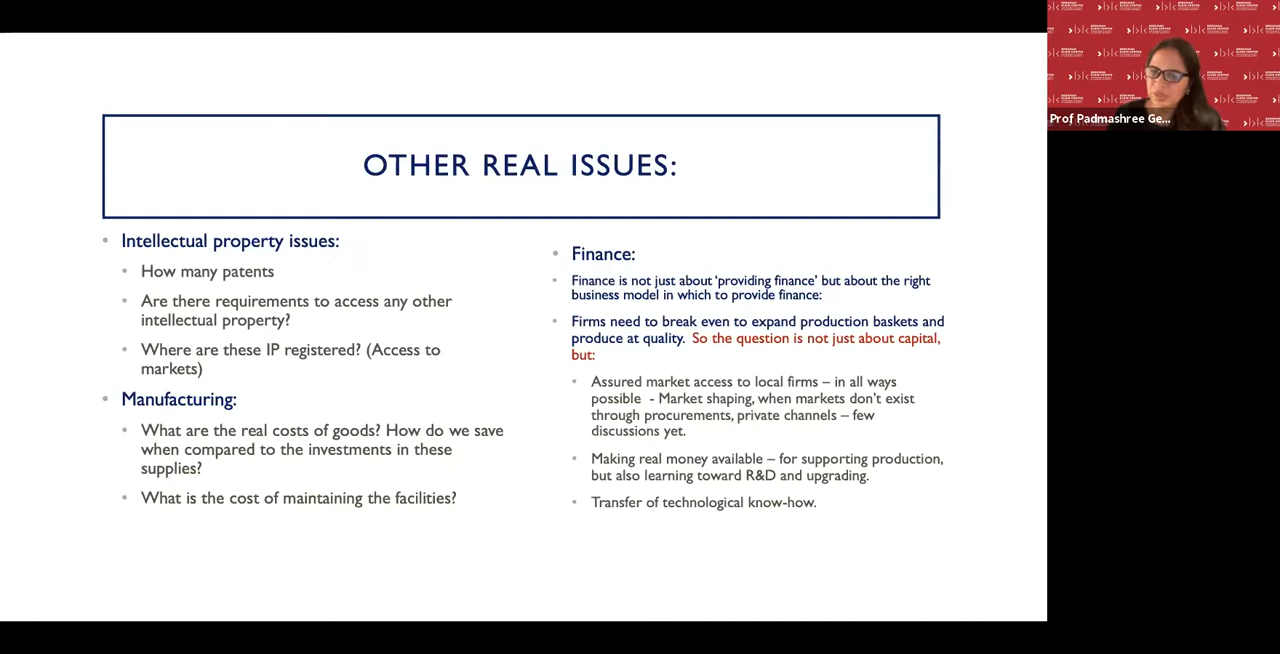 OTHER REAL ISSUES:
• Intellectual property issues:
• How many patents
• Are there requirements to access any other
intellectual property?
• Where are these IP registered? (Access to
markets)
• Manufacturing:
• What are the real costs of goods? How do we save
when compared to the investments in these
supplies?
• What is the cost of maintaining the facilities?
• Finance:
• Finance is not just about ‘providing finance’ but about the right
business model in which to provide finance:
• Firms need to break even to expand production baskets and
produce at quality. So the question is not just about capital,
but:
• Assured market access to local firms – in all ways
possible - Market shaping, when markets don’t exist
through procurements, private channels – few
discussions yet.
• Making real money available – for supporting production,
but also learning toward R&D and upgrading.
• Transfer of technological know-how.
Prof Padmashree Ge...